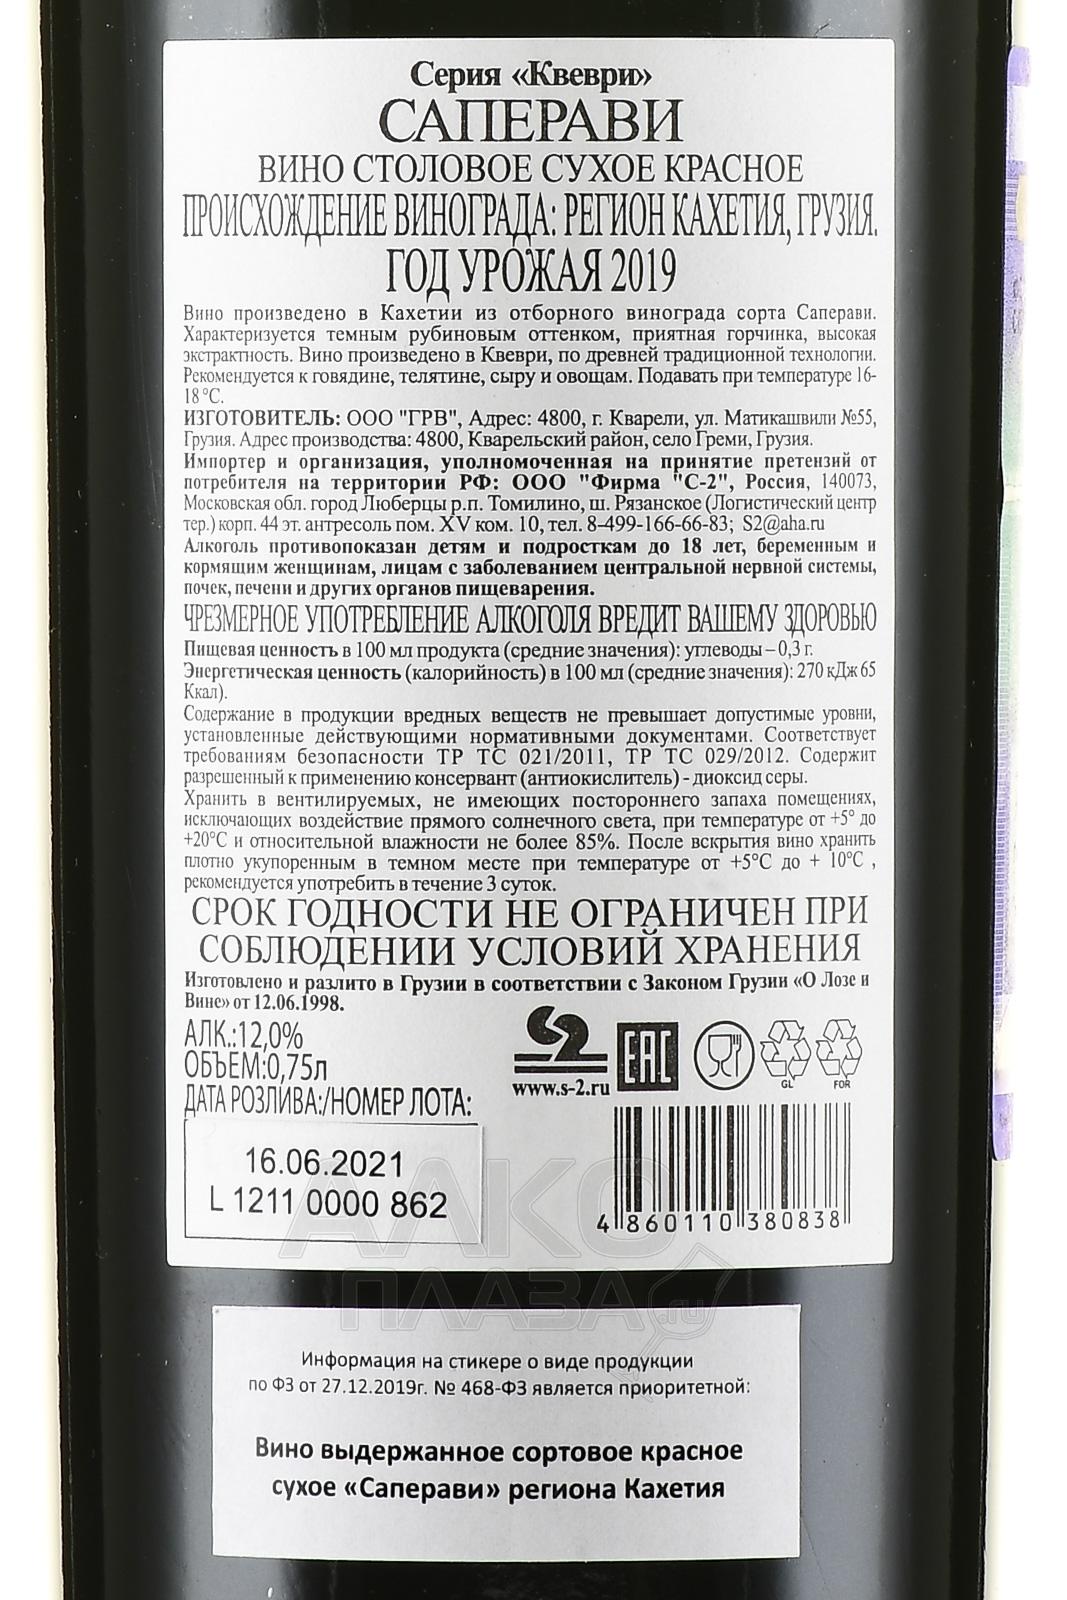 Серия «Квеври»
САПЕРАВИ
ВИНО СТОЛОВОЕ СУХОЕ КРАСНОЕ
ПРОИСХОЖДЕНИЕ ВИНОГРАДА: РЕГИОН КАХЕТИЯ, ГРУЗИЯ.
ГОД УРОЖАЯ 2019
Вино произведено в Кахетии из отборного винограда сорта Саперави.
Характеризуется темным рубиновым оттенком, приятная горчинка, высокая
экстрактность. Вино произведено в Квеври, по древней традиционной технологии.
Рекомендуется к говядине, телятине, сыру и овощам. Подавать при температуре 16-
18 °С.
ИЗГОТОВИТЕЛЬ: ООО "ГРВ", Адрес: 4800, г. Кварели, ул. Матикашвили №55,
Грузия. Адрес производства: 4800, Кварельский район, село Греми, Грузия.
Импортер и организация, уполномоченная на принятие претензий от
потребителя на территории РФ: ООО "Фирма "С-2", Россия, 140073,
Московская обл. город Люберцы р.п. Томилино, ш. Рязанское (Логистический центр
тер.) корп. 44 эт. антресоль пом. XV ком. 10, тел. 8-499-166-66-83; S2@aha.ru
Алкоголь противопоказан детям и подросткам до 18 лет, беременным и
кормящим женщинам, лицам с заболеванием центральной нервной системы,
почек, печени и других органов пищеварения.
ЧРЕЗМЕРНОЕ УПОТРЕБЛЕНИЕ АЛКОГОЛЯ ВРЕДИТ ВАШЕМУ ЗДОРОВЬЮ
Пищевая ценность в 100 мл продукта (средние значения): углеводы – 0,3 г.
Энергетическая ценность (калорийность) в 100 мл (средние значения): 270 кДж 65
Ккал).
Содержание в продукции вредных веществ не превышает допустимые уровни,
установленные действующими нормативными документами. Соответствует
требованиям безопасности ТР ТС 021/2011, ТР ТС 029/2012. Содержит
разрешенный к применению консервант (антиокислитель) - диоксид серы.
Хранить в вентилируемых, не имеющих постороннего запаха помещениях,
исключающих воздействие прямого солнечного света, при температуре от +5° до
+20°С и относительной влажности не более 85%. После вскрытия вино хранить
плотно укупоренным в темном месте при температуре от +5°С до + 10°С ,
рекомендуется употребить в течение 3 суток.
СРОК ГОДНОСТИ НЕ ОГРАНИЧЕН ПРИ
СОБЛЮДЕНИИ УСЛОВИЙ ХРАНЕНИЯ
Изготовлено и разлито в Грузии в соответствии с Законом Грузии «О Лозе и
Вине» от 12.06.1998.
АЛК.:12,0%
ОБЪЕМ:0,75л
ДАТА РОЗЛИВА:/НОМЕР ЛОТА:
16.06.2021
L 1211 0000 862
S2
www.s-2.ru
EAC
GL
FOR
4 860110 380838
АЛКО
ПЛАЗА.ru
Информация на стикере о виде продукции
по ФЗ от 27.12.2019г. № 468-ФЗ является приоритетной:
Вино выдержанное сортовое красное
сухое «Саперави» региона Кахетия